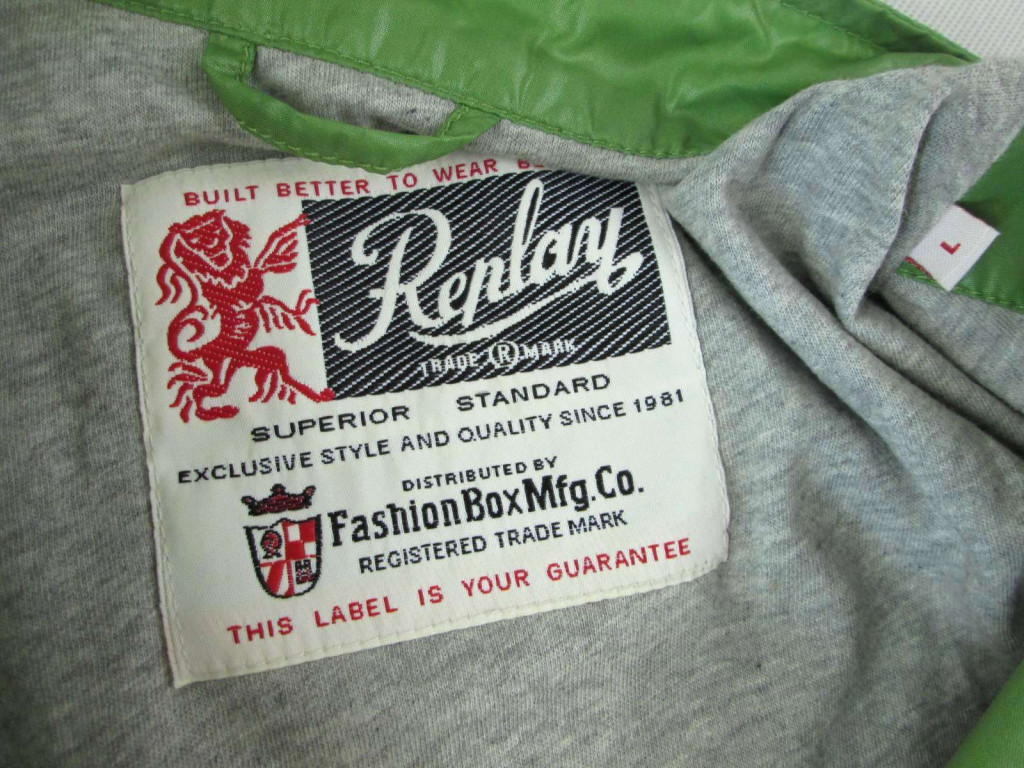 BUILT BETTER TO WEAR
Replay
TRADE (R) MARK
SUPERIOR STANDARD
EXCLUSIVE STYLE AND QUALITY SINCE 1981
DISTRIBUTED BY
FashionBoxMfg.Co.
REGISTERED TRADE MARK
THIS LABEL IS YOUR GUARANTEE
L